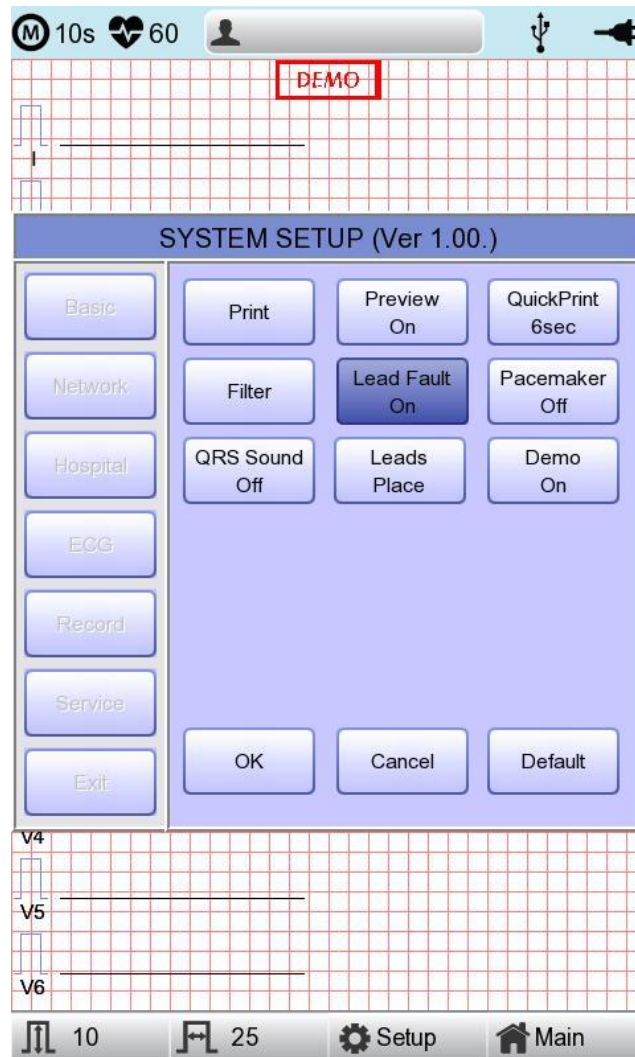 M 10s 60
DEMO
I
SYSTEM SETUP (Ver 1.00.)
Basic
Network
Hospital
ECG
Record
Service
Exit
Print
Preview
On
QuickPrint
6sec
Filter
Lead Fault
On
Pacemaker
Off
QRS Sound
Off
Leads
Place
Demo
On
OK
Cancel
Default
V4
V5
V6
10
25
Setup
Main